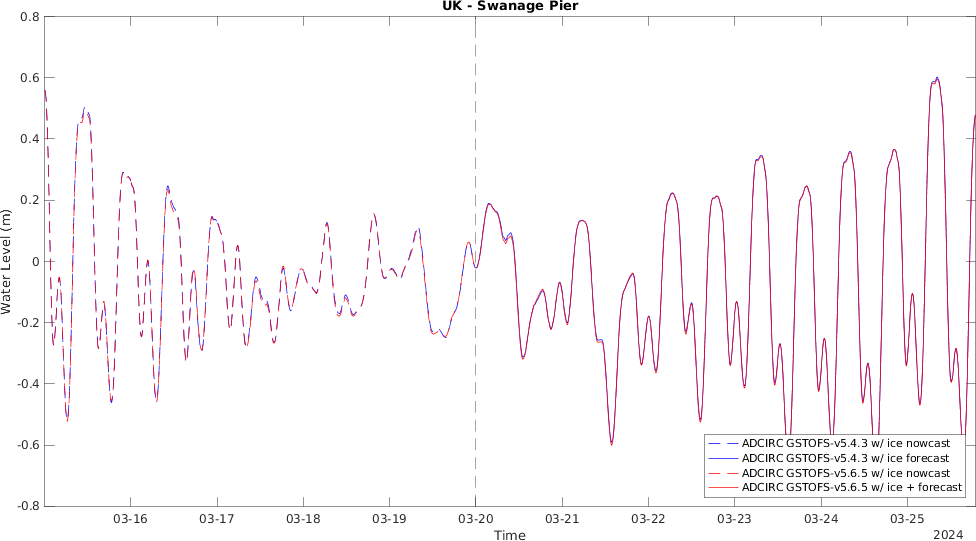 UK - Swanage Pier
0.8
0.6
0.4
0.2
0
-0.2
-0.4
-0.6
-0.8
Water Level (m)
ADCIRC GSTOFS-v5.4.3 w/ ice nowcast
ADCIRC GSTOFS-v5.4.3 w/ ice forecast
ADCIRC GSTOFS-v5.6.5 w/ ice nowcast
ADCIRC GSTOFS-v5.6.5 w/ ice + forecast
03-16 03-17 03-18 03-19 03-20 03-21 03-22 03-23 03-24 03-25
Time
2024